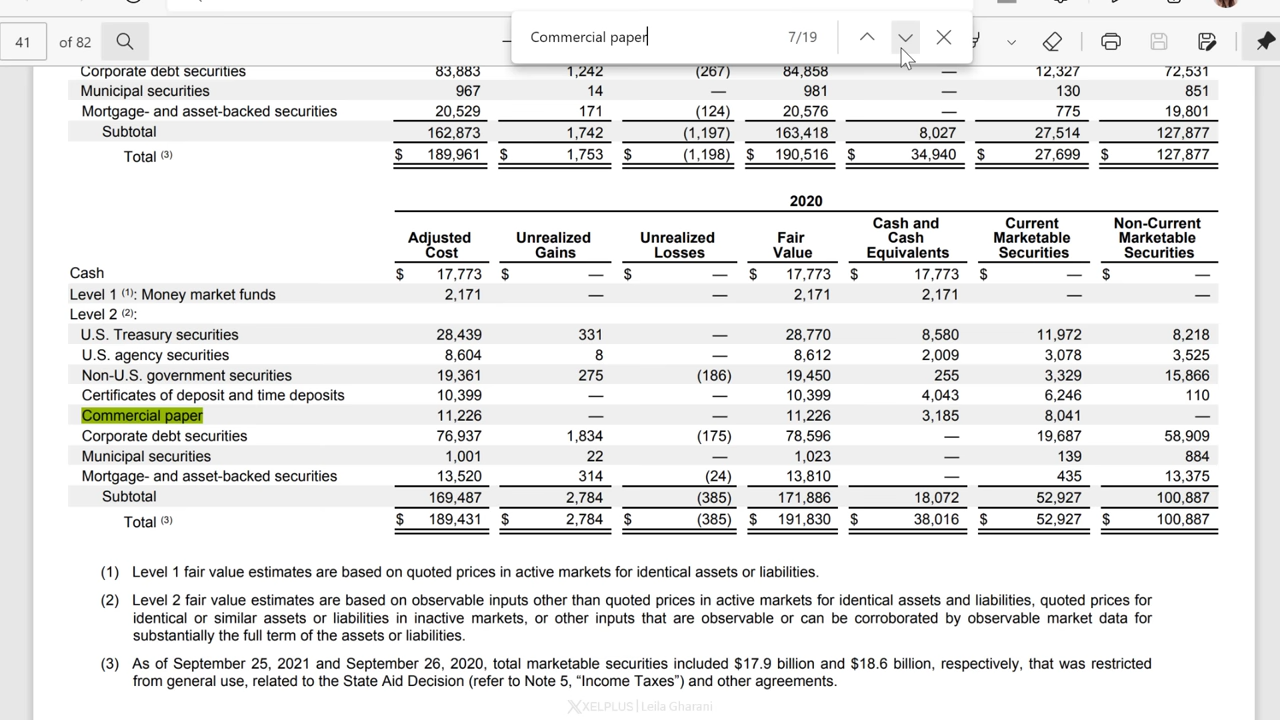 Commercial paper 7/19
41 of 82
Corporate debt securities 83,883 1,242 (267) 84,858 — 12,327 72,531
Municipal securities 967 14 — 981 — 130 851
Mortgage- and asset-backed securities 20,529 171 (124) 20,576 — 775 19,801
Subtotal 162,873 1,742 (1,197) 163,418 8,027 27,514 127,877
Total (3) $ 189,961 $ 1,753 $ (1,198) $ 190,516 $ 34,940 $ 27,699 $ 127,877
2020
Adjusted Cost Unrealized Gains Unrealized Losses Fair Value Cash and Cash Equivalents Current Marketable Securities Non-Current Marketable Securities
Cash $ 17,773 $ — $ — $ 17,773 $ 17,773 $ — $ —
Level 1 (1): Money market funds 2,171 — — 2,171 2,171 — —
Level 2 (2):
U.S. Treasury securities 28,439 331 — 28,770 8,580 11,972 8,218
U.S. agency securities 8,604 8 — 8,612 2,009 3,078 3,525
Non-U.S. government securities 19,361 275 (186) 19,450 255 3,329 15,866
Certificates of deposit and time deposits 10,399 — — 10,399 4,043 6,246 110
Commercial paper 11,226 — — 11,226 3,185 8,041 —
Corporate debt securities 76,937 1,834 (175) 78,596 — 19,687 58,909
Municipal securities 1,001 22 — 1,023 — 139 884
Mortgage- and asset-backed securities 13,520 314 (24) 13,810 — 435 13,375
Subtotal 169,487 2,784 (385) 171,886 18,072 52,927 100,887
Total (3) $ 189,431 $ 2,784 $ (385) $ 191,830 $ 38,016 $ 52,927 $ 100,887
(1) Level 1 fair value estimates are based on quoted prices in active markets for identical assets or liabilities.
(2) Level 2 fair value estimates are based on observable inputs other than quoted prices in active markets for identical assets and liabilities, quoted prices for
identical or similar assets or liabilities in inactive markets, or other inputs that are observable or can be corroborated by observable market data for
substantially the full term of the assets or liabilities.
(3) As of September 25, 2021 and September 26, 2020, total marketable securities included $17.9 billion and $18.6 billion, respectively, that was restricted
from general use, related to the State Aid Decision (refer to Note 5, “Income Taxes”) and other agreements.
XELPLUS | Leila Gharani